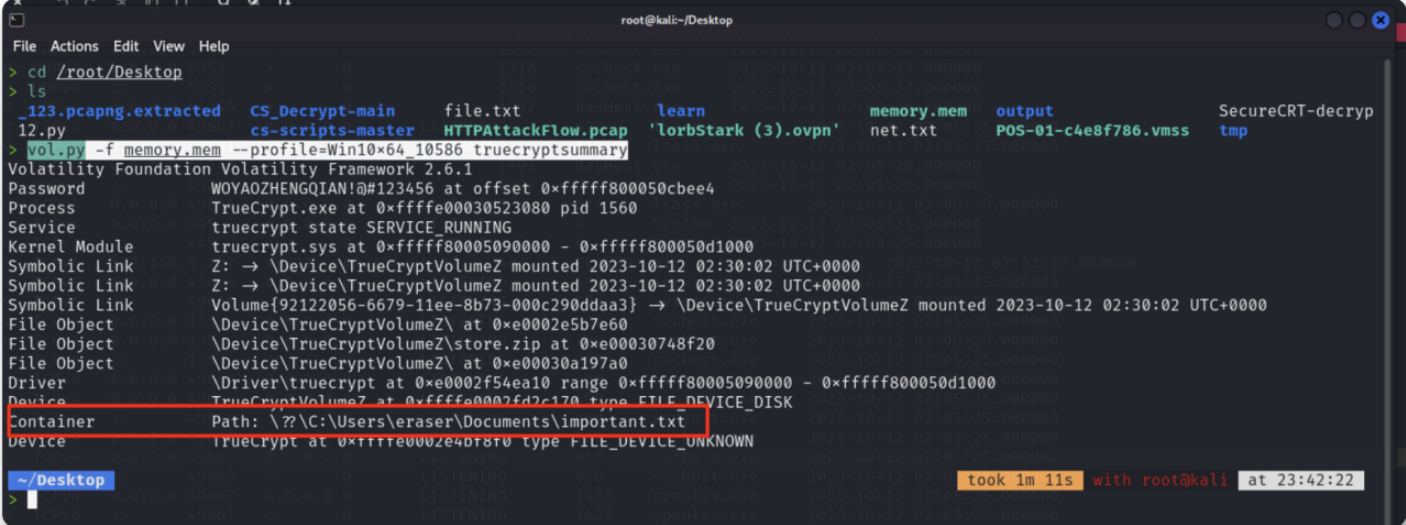 root@kali:~/Desktop
File Actions Edit View Help
> cd /root/Desktop
> ls
_123.pcapng.extracted CS_Decrypt-main file.txt learn memory.mem output SecureCRT-decryp
12.py cs-scripts-master HTTPAttackFlow.pcap 'lorbStark (3).ovpn' net.txt POS-01-c4e8f786.vmss tmp
> vol.py -f memory.mem --profile=Win10×64_10586 truecryptsummary
Volatility Foundation Volatility Framework 2.6.1
Password WOYAOZHENGQIAN!@#123456 at offset 0×fffff800050cbee4
Process TrueCrypt.exe at 0×ffffe00030523080 pid 1560
Service truecrypt state SERVICE_RUNNING
Kernel Module truecrypt.sys at 0×fffff80005090000 - 0×fffff800050d1000
Symbolic Link Z: → \Device\TrueCryptVolumeZ mounted 2023-10-12 02:30:02 UTC+0000
Symbolic Link Z: → \Device\TrueCryptVolumeZ mounted 2023-10-12 02:30:02 UTC+0000
Symbolic Link Volume{92122056-6679-11ee-8b73-000c290ddaa3} → \Device\TrueCryptVolumeZ mounted 2023-10-12 02:30:02 UTC+0000
File Object \Device\TrueCryptVolumeZ\ at 0×e0002e5b7e60
File Object \Device\TrueCryptVolumeZ\store.zip at 0×e00030748f20
File Object \Device\TrueCryptVolumeZ\ at 0×e00030a197a0
Driver \Driver\truecrypt at 0×e0002f54ea10 range 0×fffff80005090000 - 0×fffff800050d1000
Device TrueCryptVolumeZ at 0×ffffe0002fd2c170 type FILE_DEVICE_DISK
Container Path: \??\C:\Users\eraser\Documents\important.txt
Device TrueCrypt at 0×ffffe0002e4bf8f0 type FILE_DEVICE_UNKNOWN
~/Desktop took 1m 11s with root@kali at 23:42:22
>